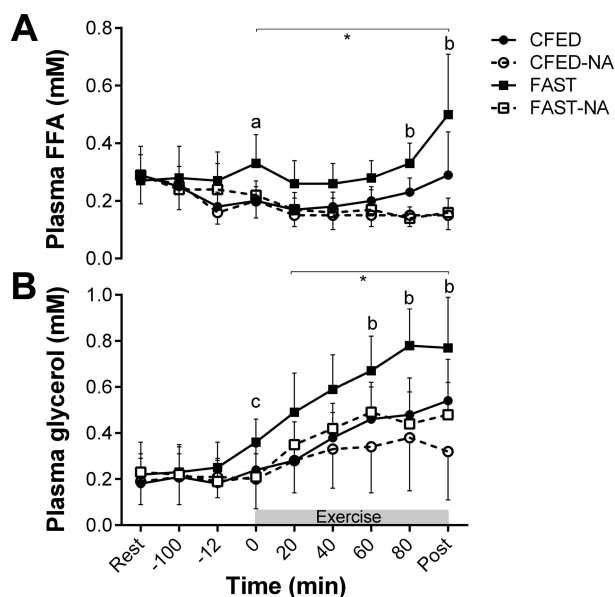 A
Plasma FFA (mM)
0.8
0.6
0.4
0.2
0.0
*
a
b
b
CFED
CFED-NA
FAST
FAST-NA
B
Plasma glycerol (mM)
1.0
0.8
0.6
0.4
0.2
0.0
*
c
b
b
b
Exercise
Rest
-100
-12
0
20
40
60
80
Post
Time (min)